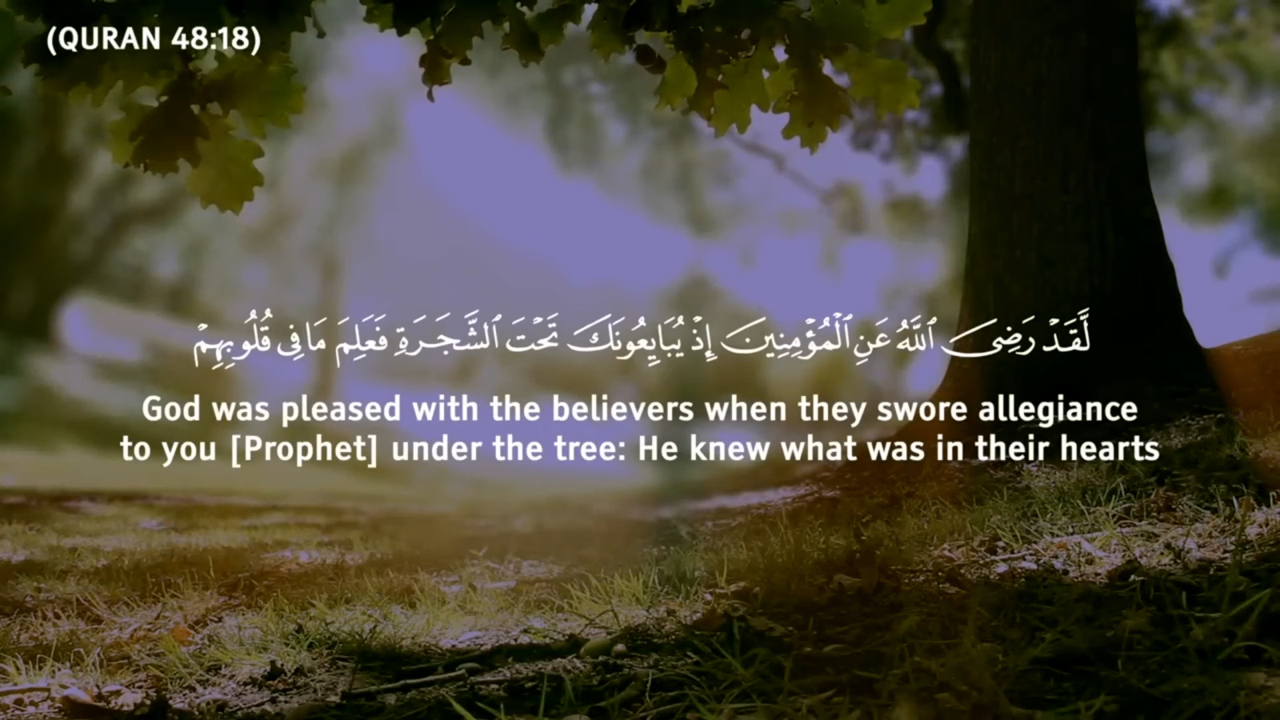 (QURAN 48:18)
لَّقَدْ رَضِىَ ٱللَّهُ عَنِ ٱلْمُؤْمِنِينَ إِذْ يُبَايِعُونَكَ تَحْتَ ٱلشَّجَرَةِ فَعَلِمَ مَا فِى قُلُوبِهِمْ
God was pleased with the believers when they swore allegiance
to you [Prophet] under the tree: He knew what was in their hearts